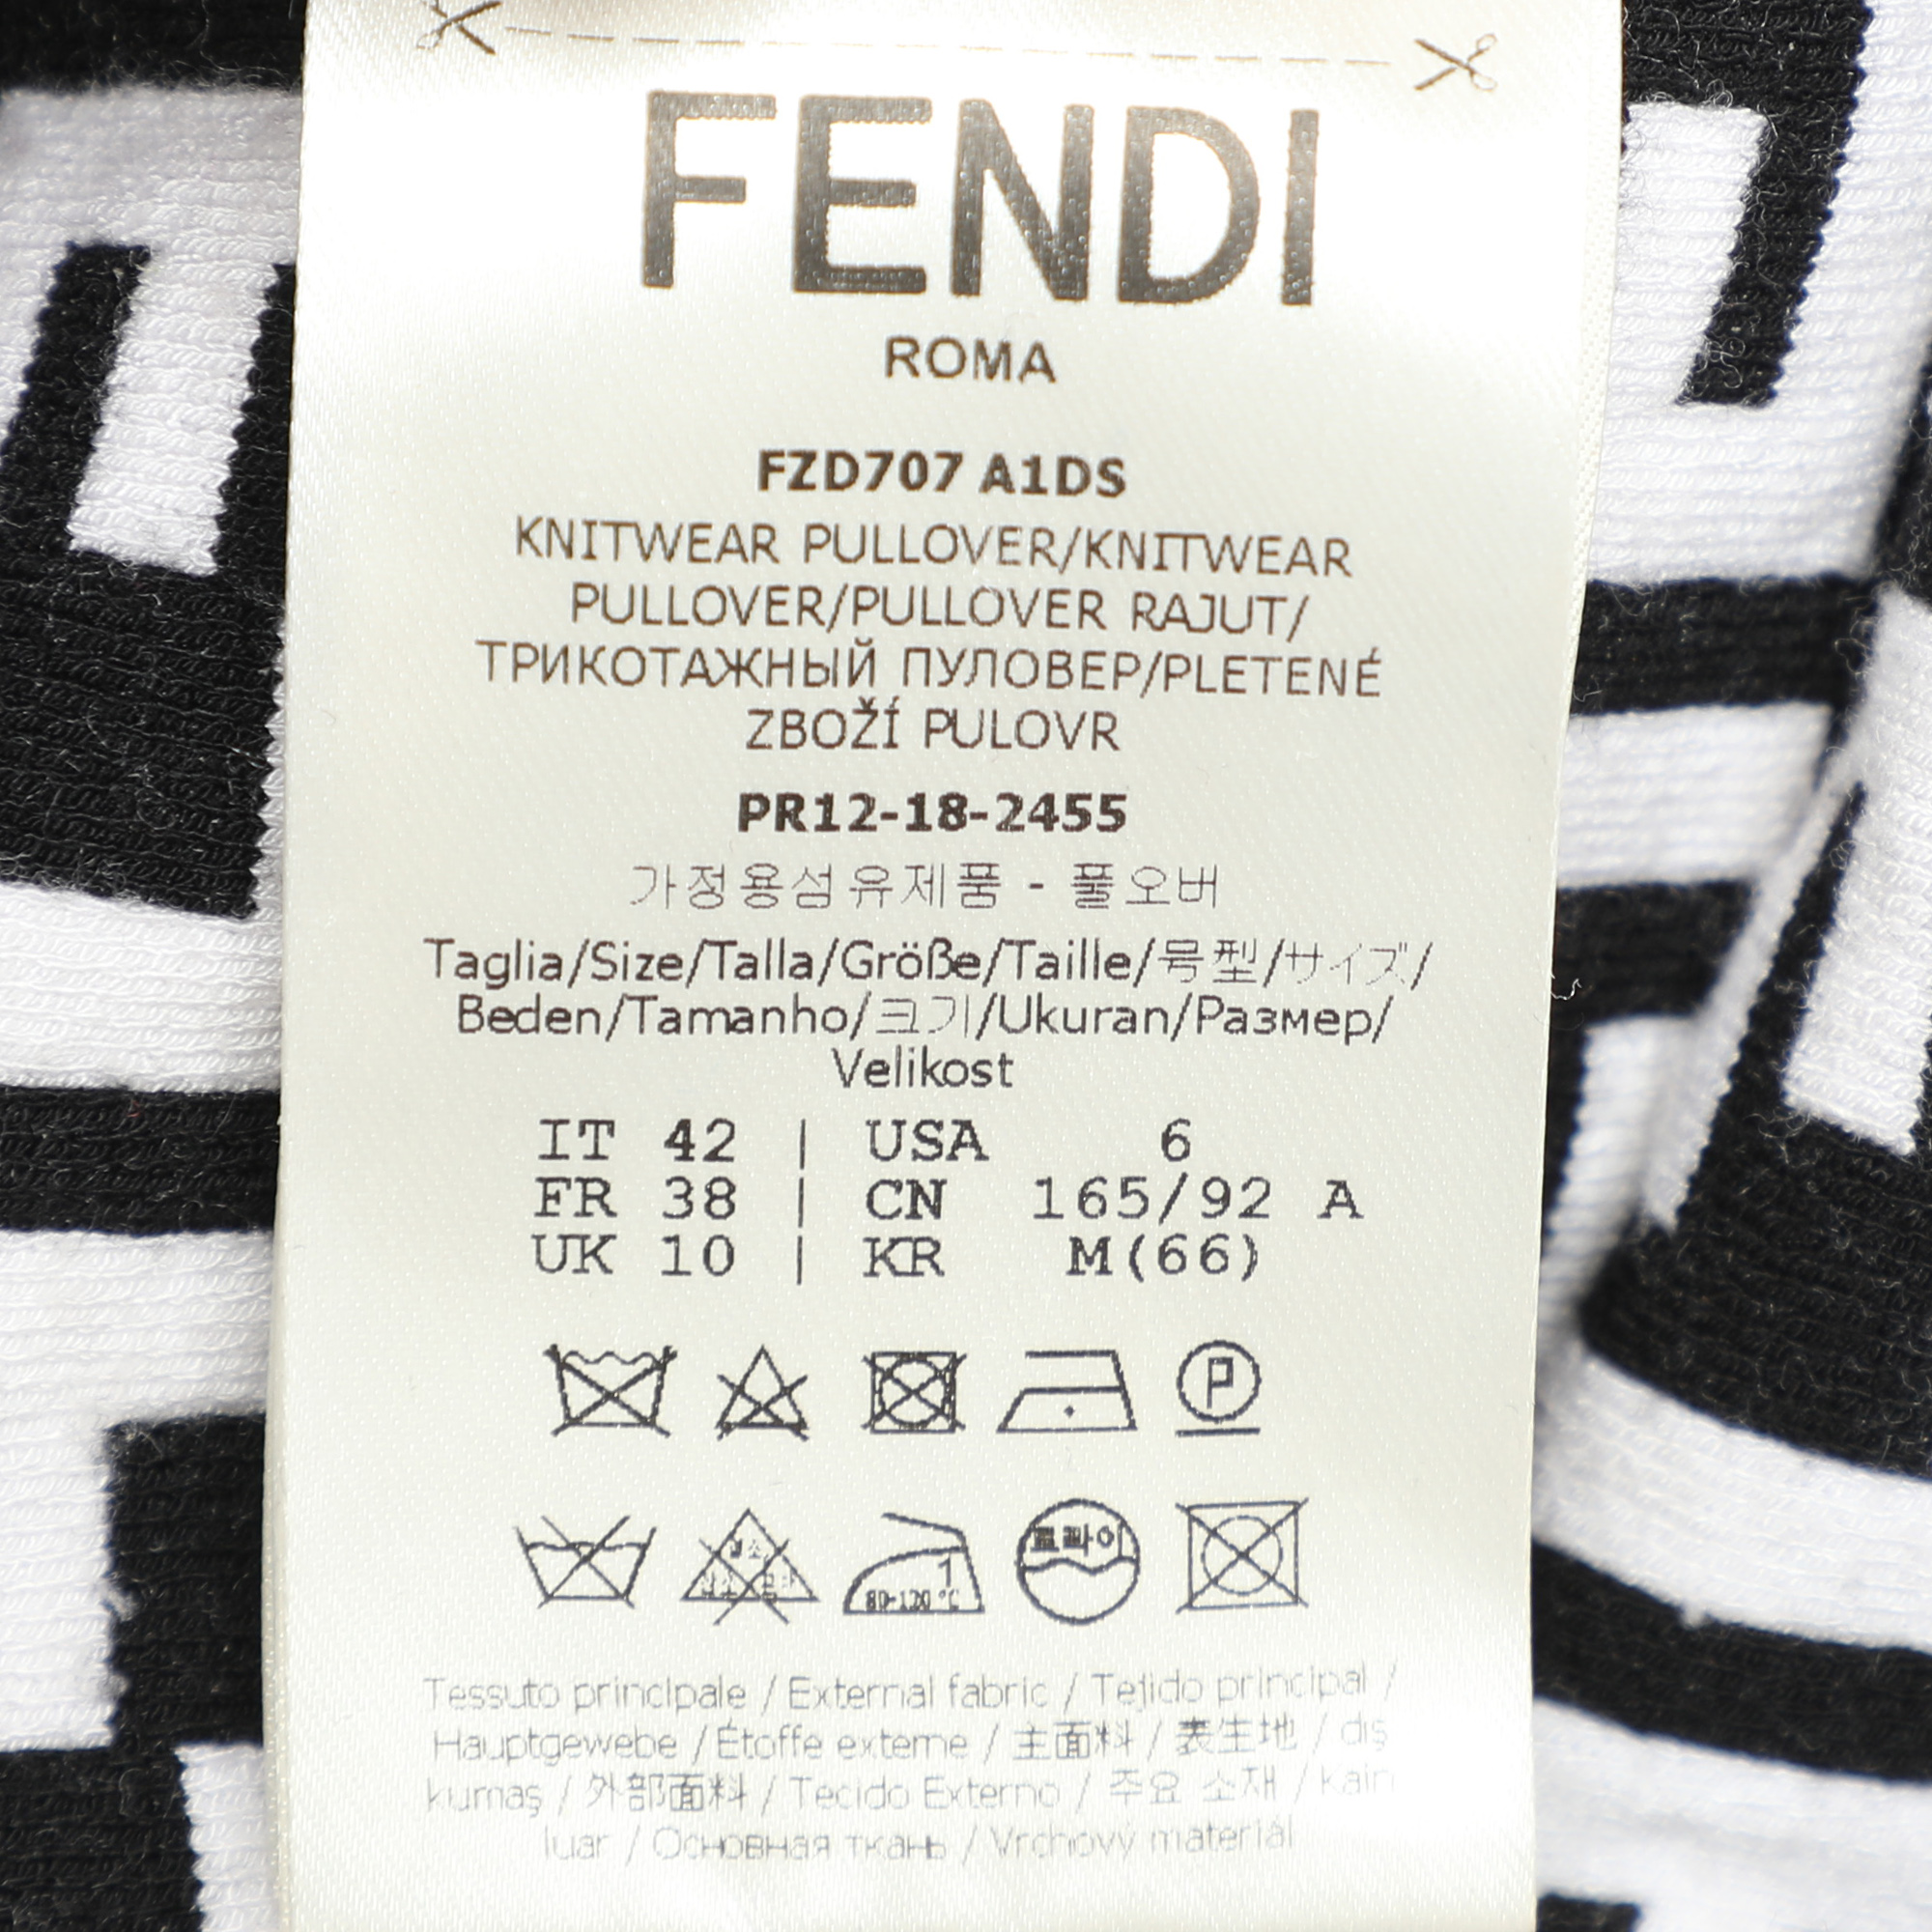 FENDI
ROMA
FZD707 A1DS
KNITWEAR PULLOVER/KNITWEAR
PULLOVER/PULLOVER RAJUT/
ТРИКОТАЖНЫЙ ПУЛОВЕР/PLETENÉ
ZBOŽÍ PULOVR
PR12-18-2455
가정용섬유제품 - 풀오버
Taglia/Size/Talla/Größe/Taille/号型/サイズ/
Beden/Tamanho/크기/Ukuran/Размер/
Velikost
IT 42 | USA 6
FR 38 | CN 165/92 A
UK 10 | KR M(66)
P
1
80-120 °C
드라이
Tessuto principale / External fabric / Tejido principal /
Hauptgewebe / Étoffe externe / 主面料 / 表生地 / dış
kumaş / 外部面料 / Tecido Externo / 주요 소재 / kain
luar / Основная ткань / Vrchový materiál